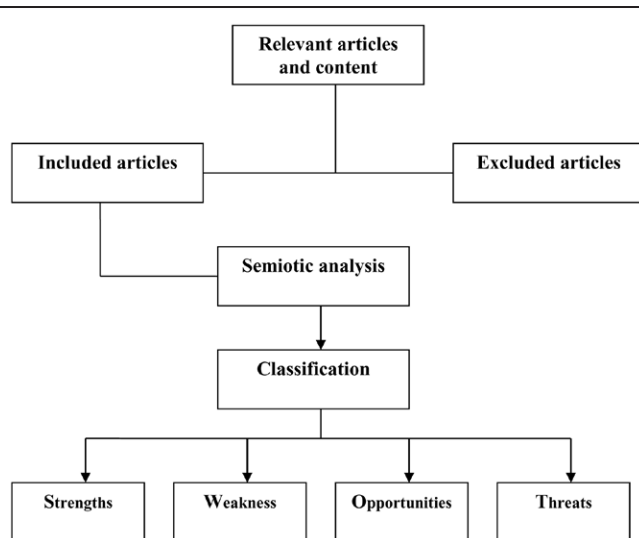 Relevant articles
and content
Included articles
Excluded articles
Semiotic analysis
Classification
Strengths
Weakness
Opportunities
Threats